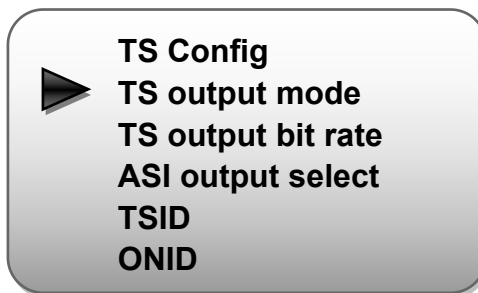 TS Config
TS output mode
TS output bit rate
ASI output select
TSID
ONID